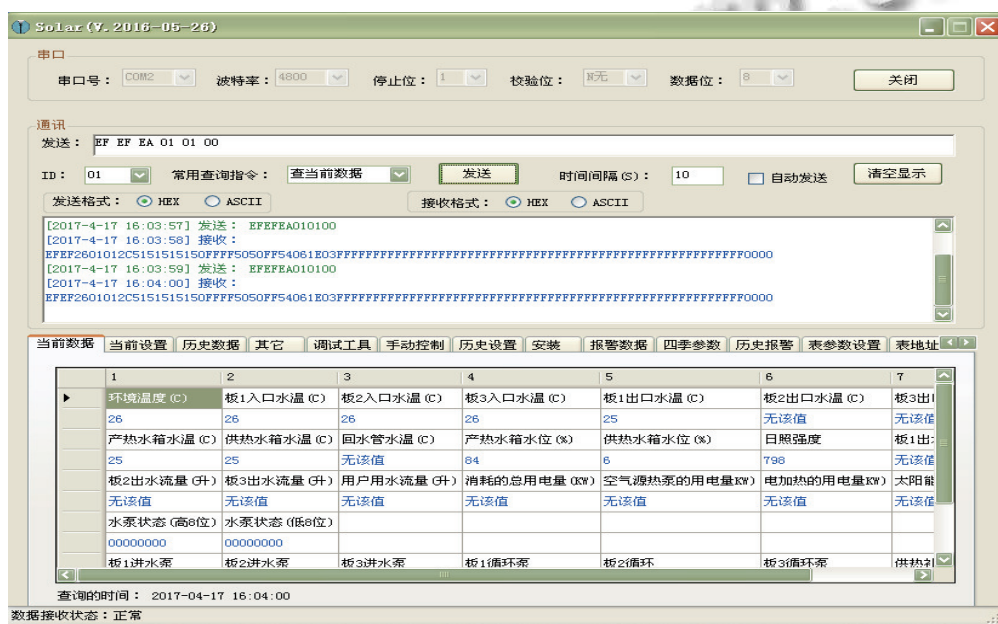 Solar(V.2016-05-26)
串口
串口号： COM2 波特率： 4800 停止位： 1 校验位： N无 数据位： 8 关闭
通讯
发送： EF EF EA 01 01 00
ID： 01 常用查询指令： 查当前数据 发送 时间间隔(S)： 10 自动发送 清空显示
发送格式： HEX ASCII 接收格式： HEX ASCII
[2017-4-17 16:03:57] 发送： EFEFEA010100
[2017-4-17 16:03:58] 接收：
[2017-4-17 16:03:59] 发送： EFEFEA010100
[2017-4-17 16:04:00] 接收：
当前数据 当前设置 历史数据 其它 调试工具 手动控制 历史设置 安装 报警数据 四季参数 历史报警 表参数设置 表地址
1 2 3 4 5 6 7
环境温度(C) 板1入口水温(C) 板2入口水温(C) 板3入口水温(C) 板1出口水温(C) 板2出口水温(C) 板3出
26 26 26 26 25 无该值 无该
产热水箱水温(C) 供热水箱水温(C) 回水管水温(C) 产热水箱水位(%) 供热水箱水位(%) 日照强度 板1出
25 25 无该值 84 6 798 无该
板2出水流量(升) 板3出水流量(升) 用户用水流量(升) 消耗的总用电量(KW) 空气源热泵的用电量KW) 电加热的用电量KW) 太阳能
无该值 无该值 无该值 无该值 无该值 无该值 无该
水泵状态(高8位) 水泵状态(低8位)
00000000 00000000
板1进水泵 板2进水泵 板3进水泵 板1循环泵 板2循环 板3循环泵 供热补
查询的时间： 2017-04-17 16:04:00
数据接收状态：正常